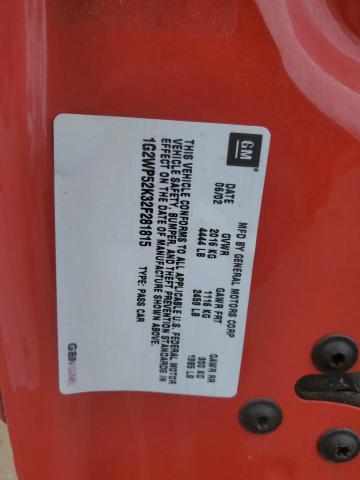 GM
MFD BY GENERAL MOTORS CORP
DATE GVWR GAWR FRT GAWR RR
06/02 2016 KG 1116 KG 900 KG
4444 LB 2459 LB 1985 LB
THIS VEHICLE CONFORMS TO ALL APPLICABLE U.S. FEDERAL MOTOR
VEHICLE SAFETY, BUMPER, AND THEFT PREVENTION STANDARDS IN
EFFECT ON THE DATE OF MANUFACTURE SHOWN ABOVE.
1G2WP52K32F281815 TYPE: PASS CAR